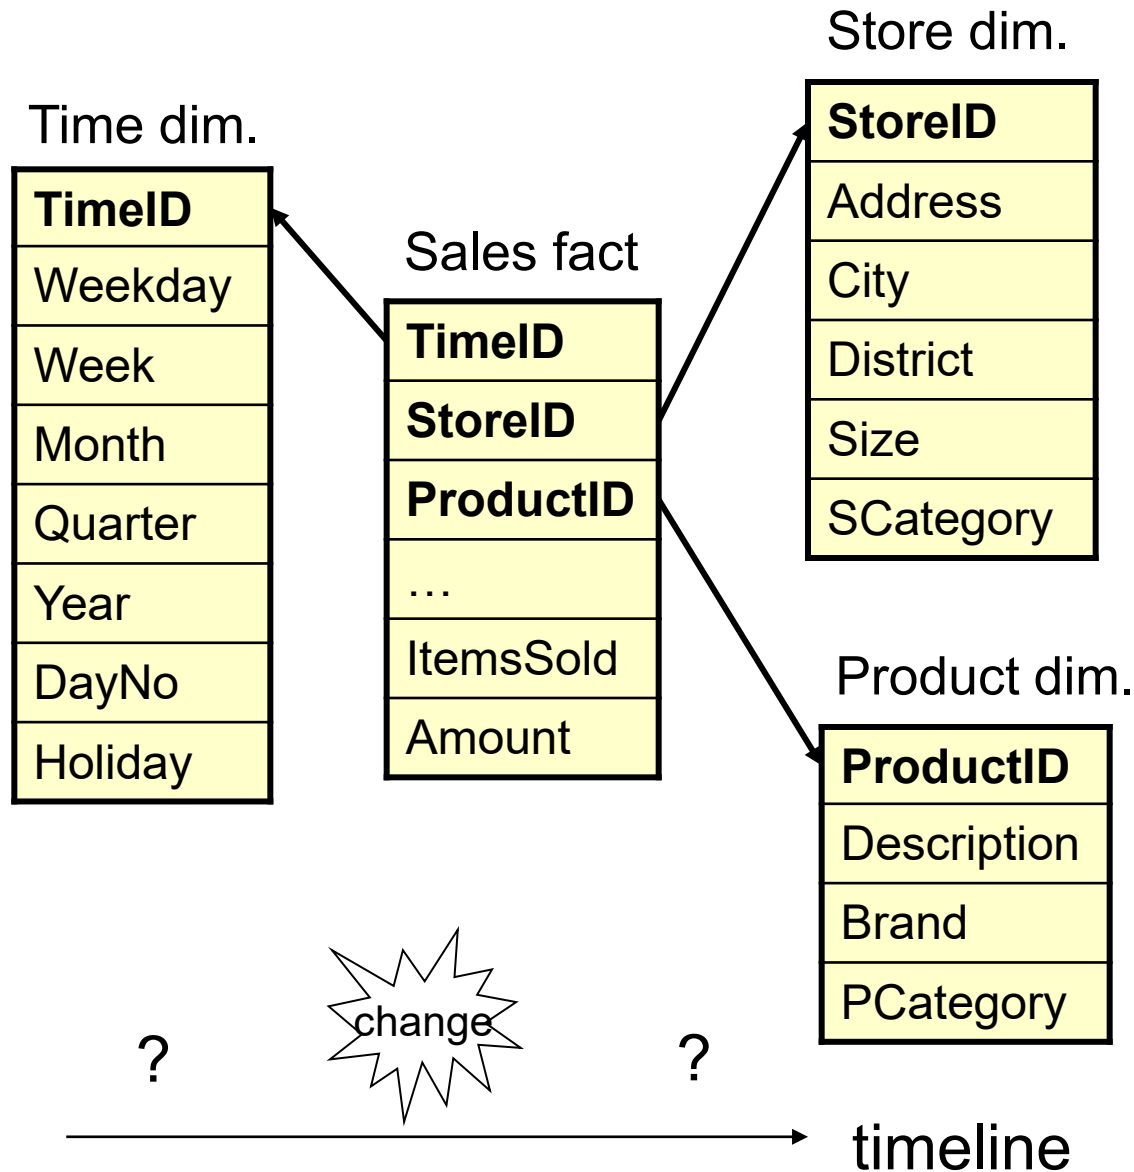 Time dim.
TimeID
Weekday
Week
Month
Quarter
Year
DayNo
Holiday
Sales fact
TimeID
StoreID
ProductID
…
ItemsSold
Amount
Store dim.
StoreID
Address
City
District
Size
SCategory
Product dim.
ProductID
Description
Brand
PCategory
?
change
?
timeline